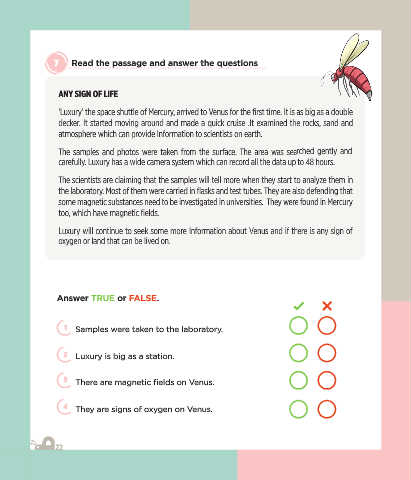 7 Read the passage and answer the questions
ANY SIGN OF LIFE
'Luxury' the space shuttle of Mercury, arrived to Venus for the first time. It is as big as a double
decker. It started moving around and made a quick cruise .It examined the rocks, sand and
atmosphere which can provide information to scientists on earth.
The samples and photos were taken from the surface. The area was searched gently and
carefully. Luxury has a wide camera system which can record all the data up to 48 hours.
The scientists are claiming that the samples will tell more when they start to analyze them in
the laboratory. Most of them were carried in flasks and test tubes. They are also defending that
some magnetic substances need to be investigated in universities. They were found in Mercury
too, which have magnetic fields.
Luxury will continue to seek some more information about Venus and if there is any sign of
oxygen or land that can be lived on.
Answer TRUE or FALSE.
1 Samples were taken to the laboratory.
2 Luxury is big as a station.
3 There are magnetic fields on Venus.
4 They are signs of oxygen on Venus.